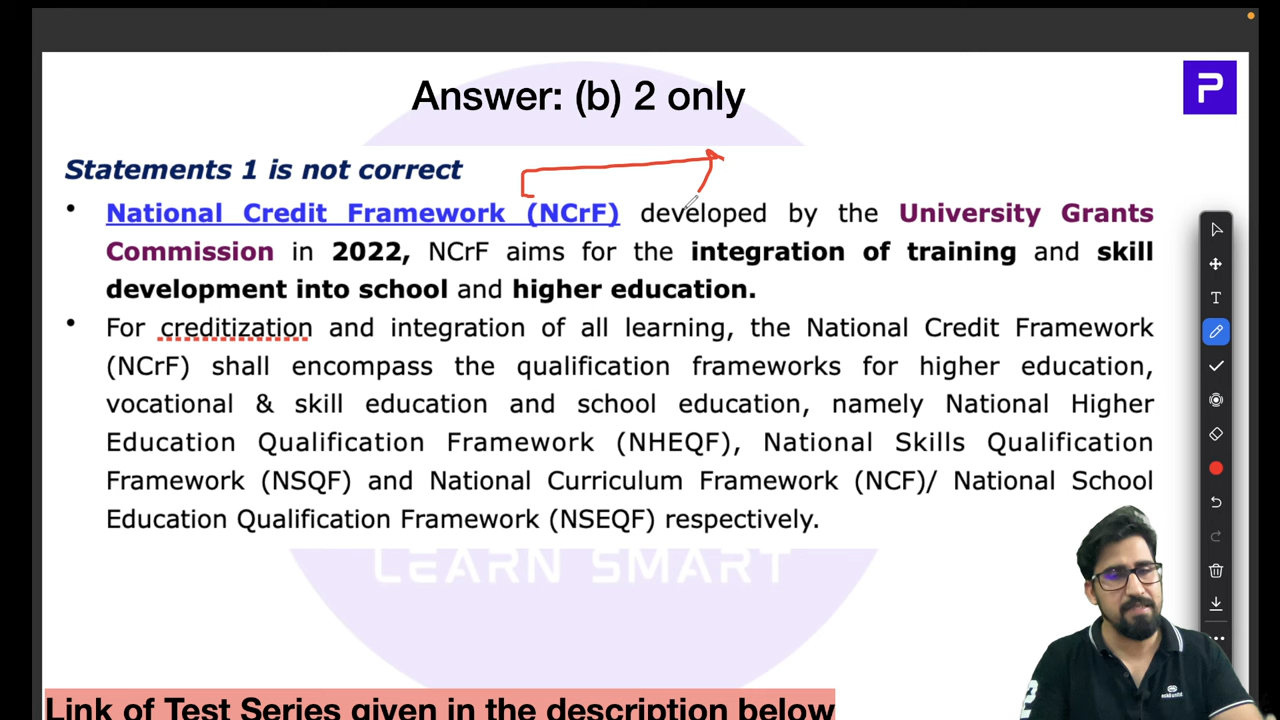 Answer: (b) 2 only
P
Statements 1 is not correct
• National Credit Framework (NCrF) developed by the University Grants
Commission in 2022, NCrF aims for the integration of training and skill
development into school and higher education.
• For creditization and integration of all learning, the National Credit Framework
(NCrF) shall encompass the qualification frameworks for higher education,
vocational & skill education and school education, namely National Higher
Education Qualification Framework (NHEQF), National Skills Qualification
Framework (NSQF) and National Curriculum Framework (NCF)/ National School
Education Qualification Framework (NSEQF) respectively.
LEARN SMART
Link of Test Series given in the description below